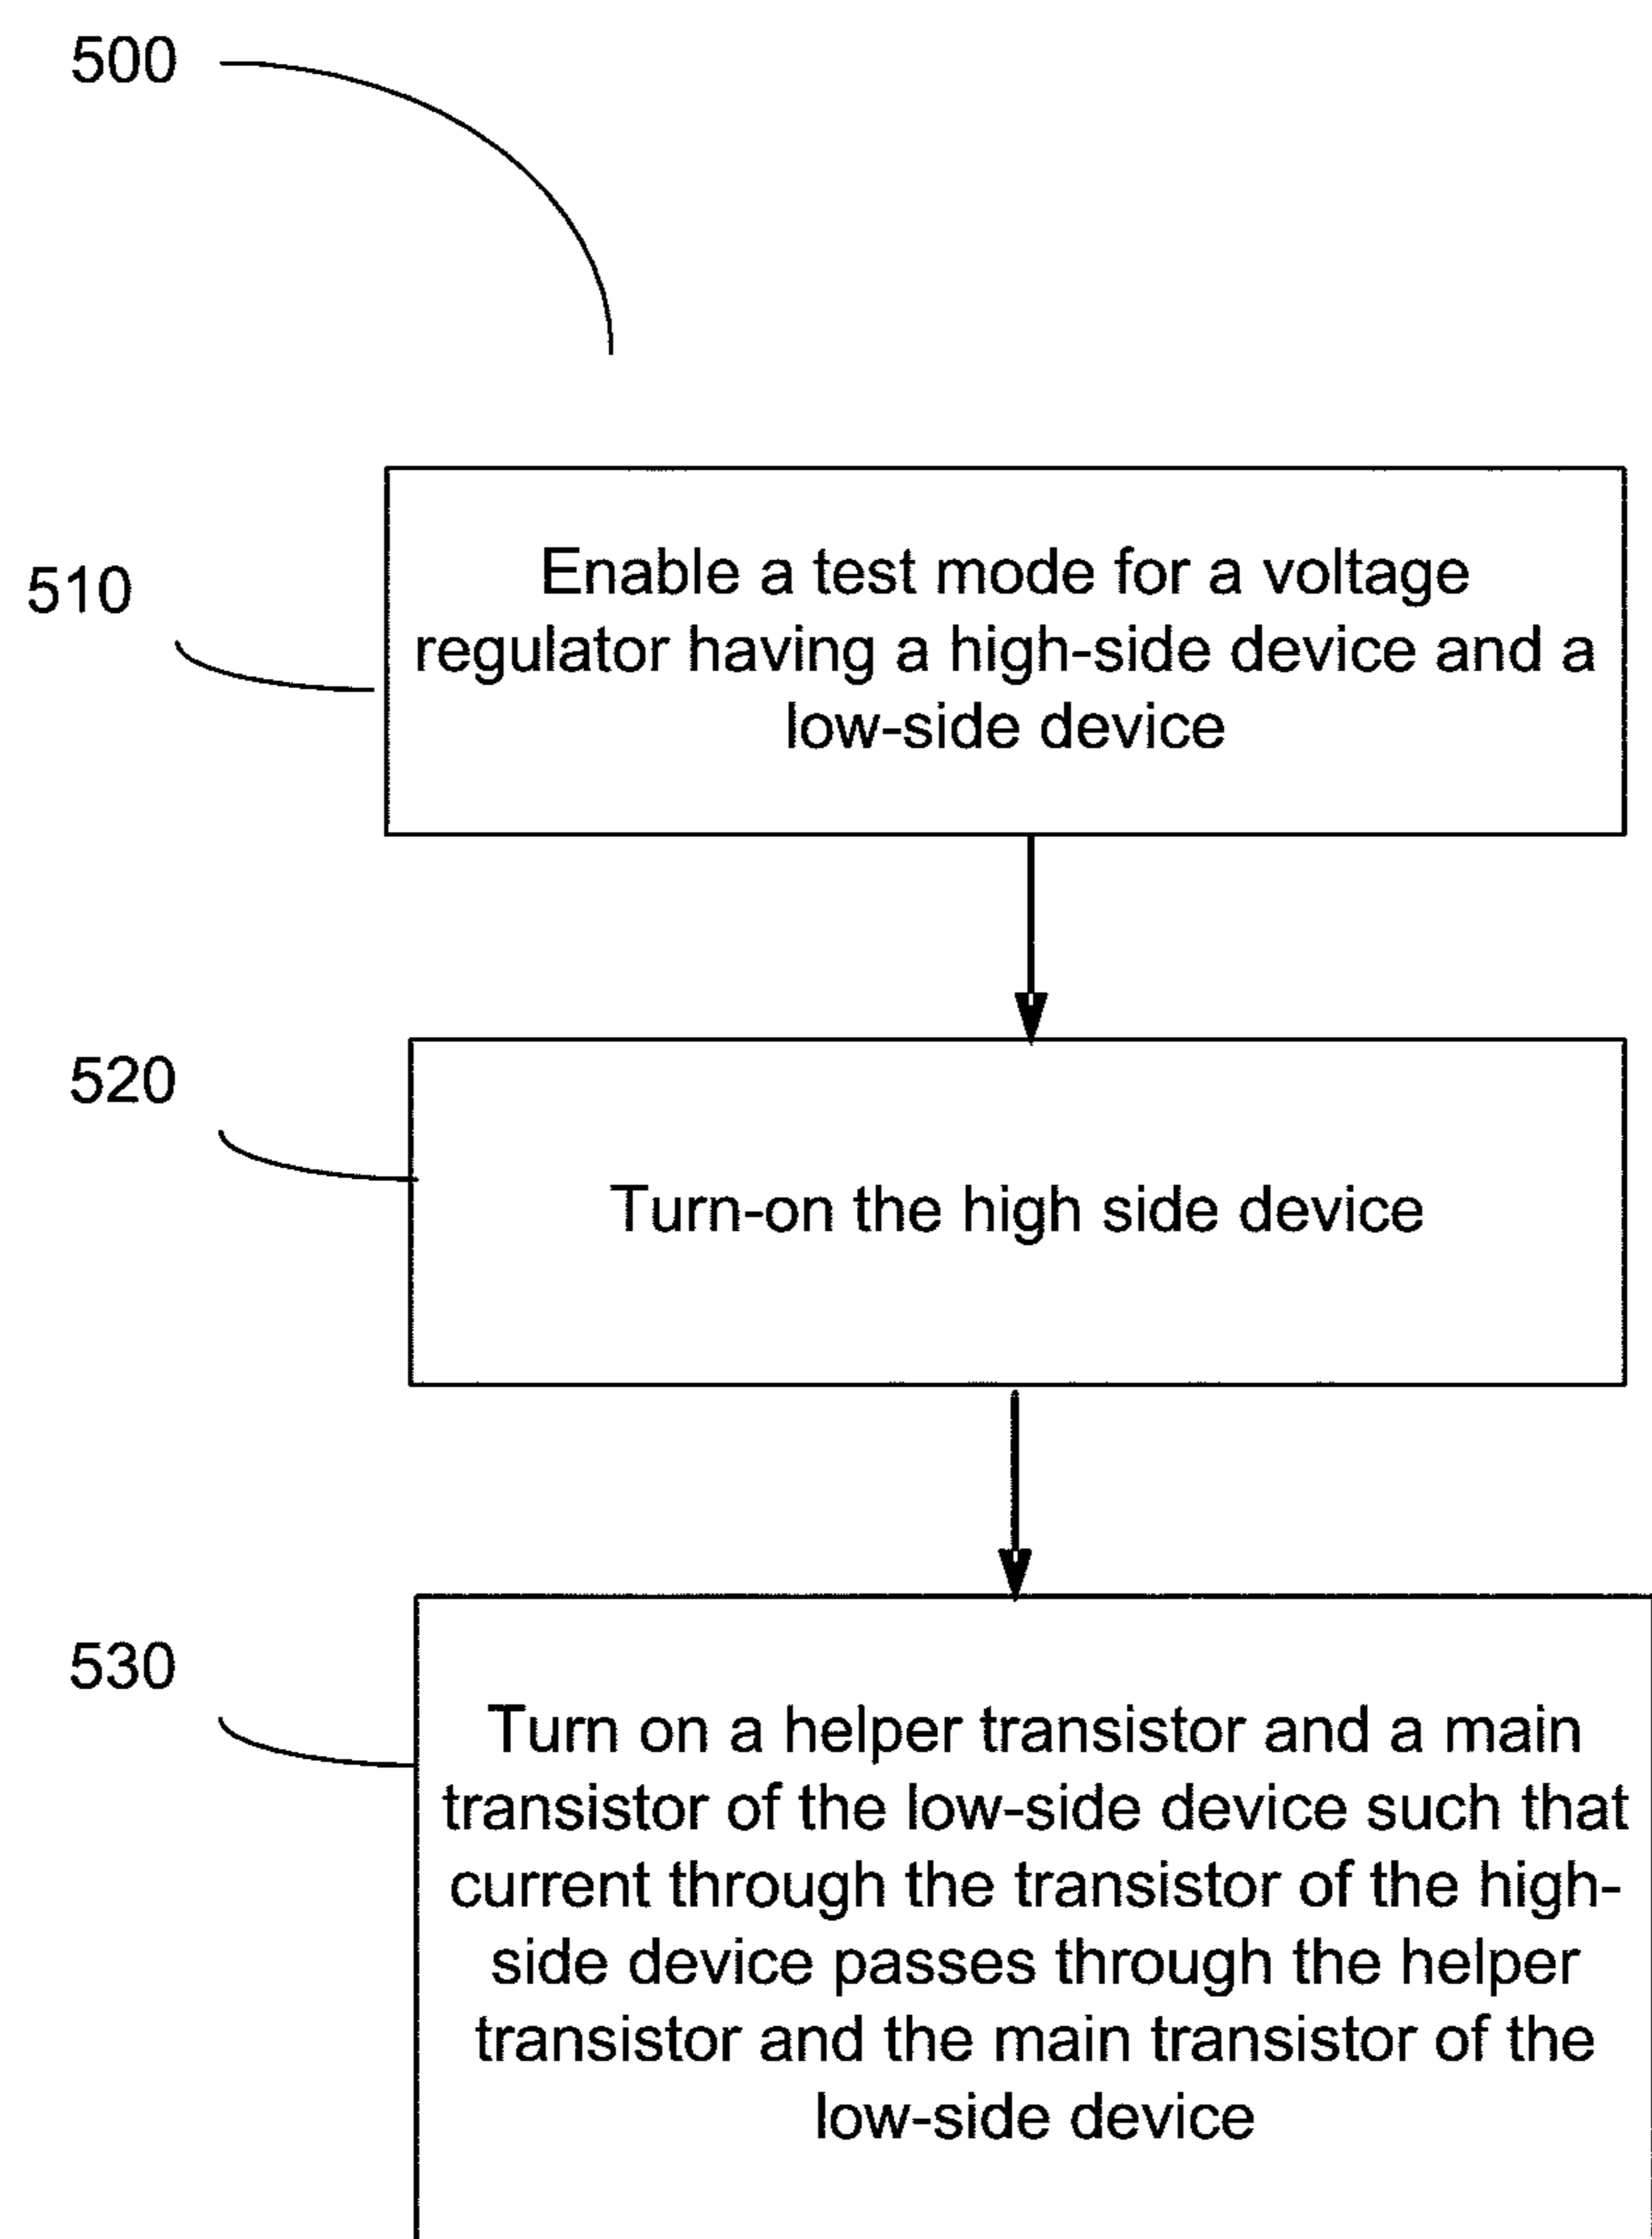 500
510
Enable a test mode for a voltage
regulator having a high-side device and a
low-side device
520
Turn-on the high side device
530
Turn on a helper transistor and a main
transistor of the low-side device such that
current through the transistor of the high-
side device passes through the helper
transistor and the main transistor of the
low-side device